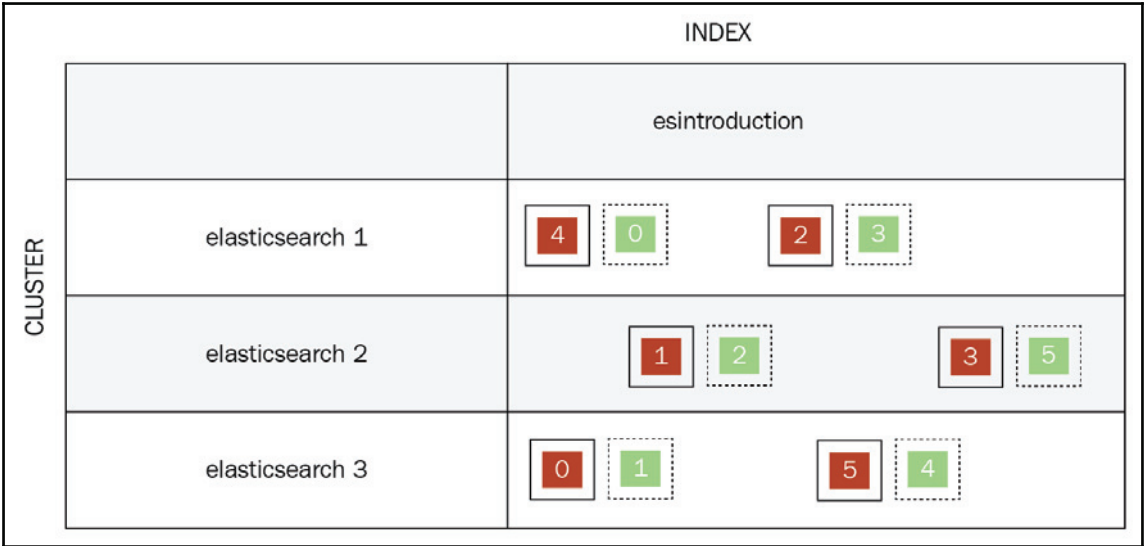 INDEX
CLUSTER
esintroduction
elasticsearch 1
4 0 2 3
elasticsearch 2
1 2 3 5
elasticsearch 3
0 1 5 4